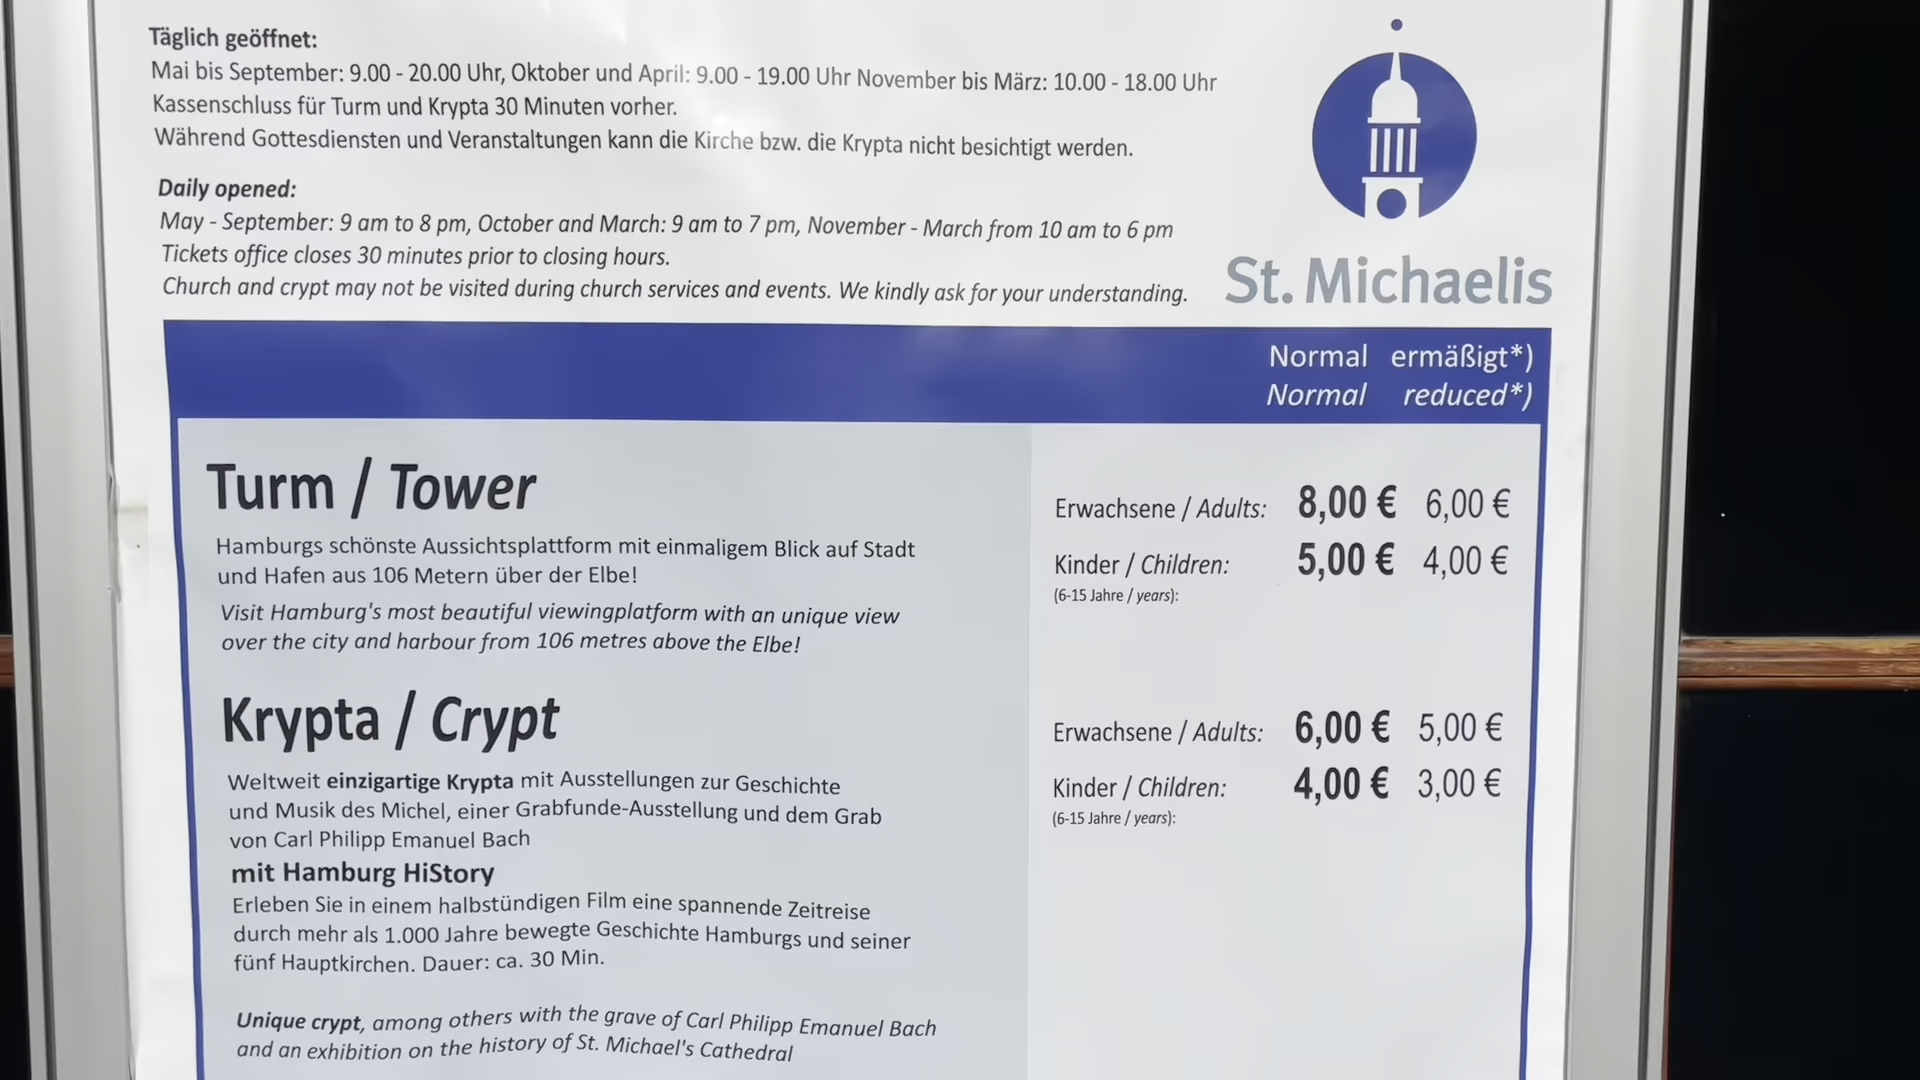 Täglich geöffnet:
Mai bis September: 9.00 - 20.00 Uhr, Oktober und April: 9.00 - 19.00 Uhr November bis März: 10.00 - 18.00 Uhr
Kassenschluss für Turm und Krypta 30 Minuten vorher.
Während Gottesdiensten und Veranstaltungen kann die Kirche bzw. die Krypta nicht besichtigt werden.
Daily opened:
May - September: 9 am to 8 pm, October and March: 9 am to 7 pm, November - March from 10 am to 6 pm
Tickets office closes 30 minutes prior to closing hours.
Church and crypt may not be visited during church services and events. We kindly ask for your understanding.
St. Michaelis
Normal ermäßigt*)
Normal reduced*)
Turm / Tower
Hamburgs schönste Aussichtsplattform mit einmaligem Blick auf Stadt
und Hafen aus 106 Metern über der Elbe!
Visit Hamburg's most beautiful viewingplatform with an unique view
over the city and harbour from 106 metres above the Elbe!
Erwachsene / Adults: 8,00 € 6,00 €
Kinder / Children: 5,00 € 4,00 €
(6-15 Jahre / years):
Krypta / Crypt
Weltweit einzigartige Krypta mit Ausstellungen zur Geschichte
und Musik des Michel, einer Grabfunde-Ausstellung und dem Grab
von Carl Philipp Emanuel Bach
mit Hamburg HiStory
Erleben Sie in einem halbstündigen Film eine spannende Zeitreise
durch mehr als 1.000 Jahre bewegte Geschichte Hamburgs und seiner
fünf Hauptkirchen. Dauer: ca. 30 Min.
Unique crypt, among others with the grave of Carl Philipp Emanuel Bach
and an exhibition on the history of St. Michael's Cathedral
Erwachsene / Adults: 6,00 € 5,00 €
Kinder / Children: 4,00 € 3,00 €
(6-15 Jahre / years):